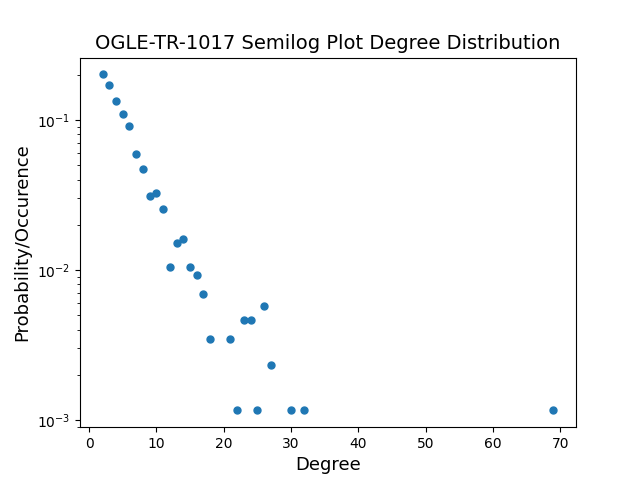 OGLE-TR-1017 Semilog Plot Degree Distribution
Probability/Occurence
10⁻¹
10⁻²
10⁻³
0 10 20 30 40 50 60 70
Degree